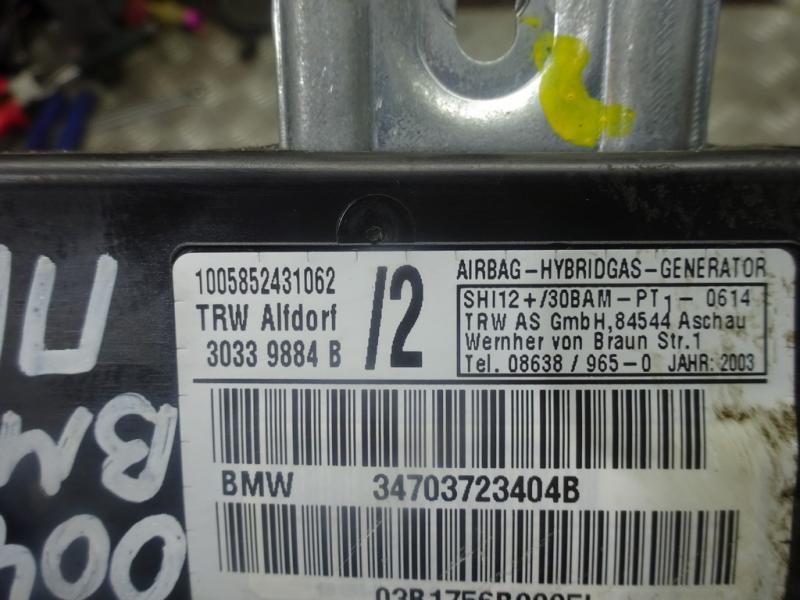 1005852431062
TRW Alfdorf
3033 9884 B
/2
AIRBAG-HYBRIDGAS-GENERATOR
SHI12+/30BAM-PT1-0614
TRW AS GmbH,84544 Aschau
Wernher von Braun Str.1
Tel. 08638/965-0 JAHR: 2003
BMW 34703723404B